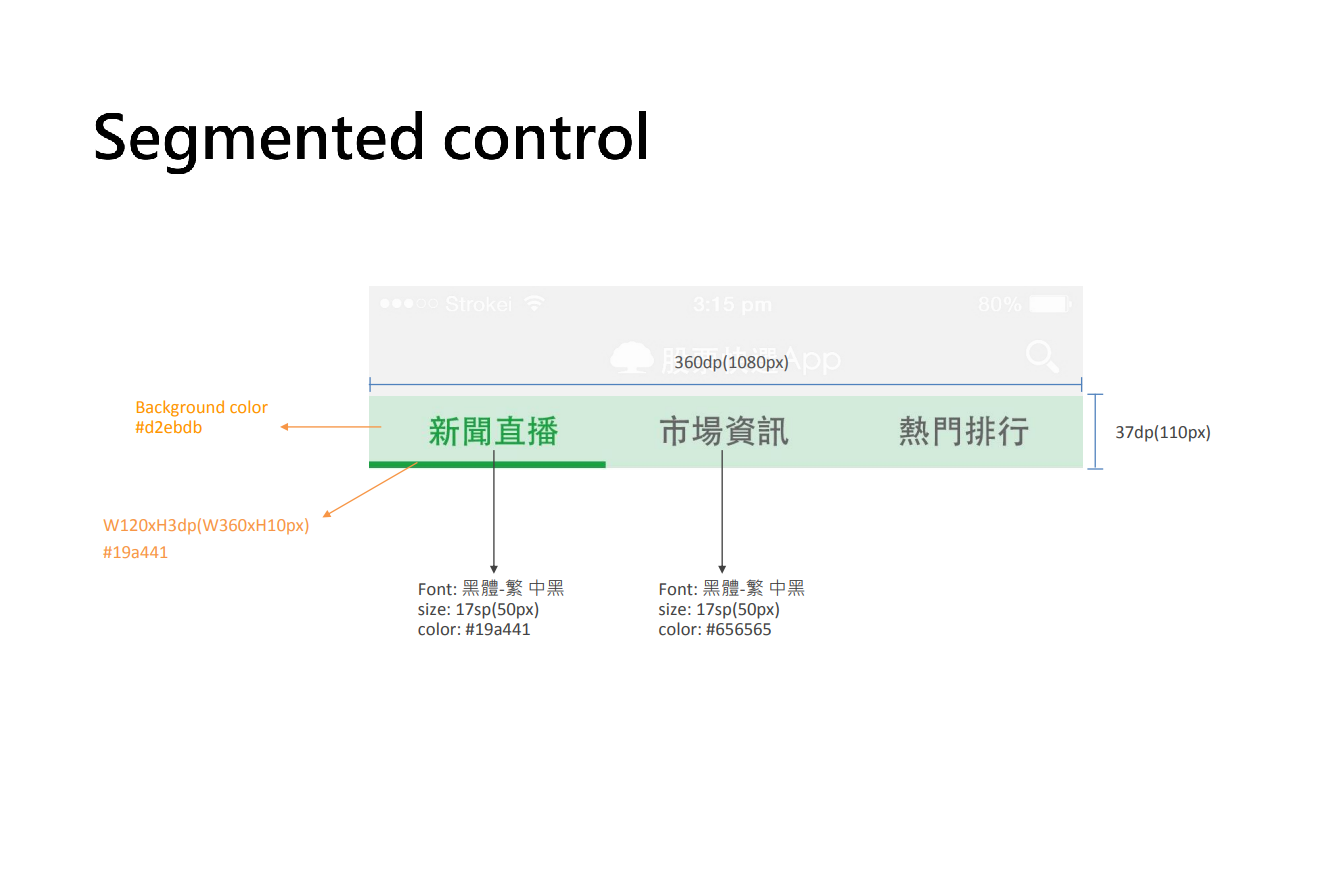 Segmented control
Strokei
3:15 pm
80%
App
360dp(1080px)
Background color
#d2ebdb
新聞直播
市場資訊
熱門排行
37dp(110px)
W120xH3dp(W360xH10px)
#19a441
Font: 黑體-繁 中黑
size: 17sp(50px)
color: #19a441
Font: 黑體-繁 中黑
size: 17sp(50px)
color: #656565